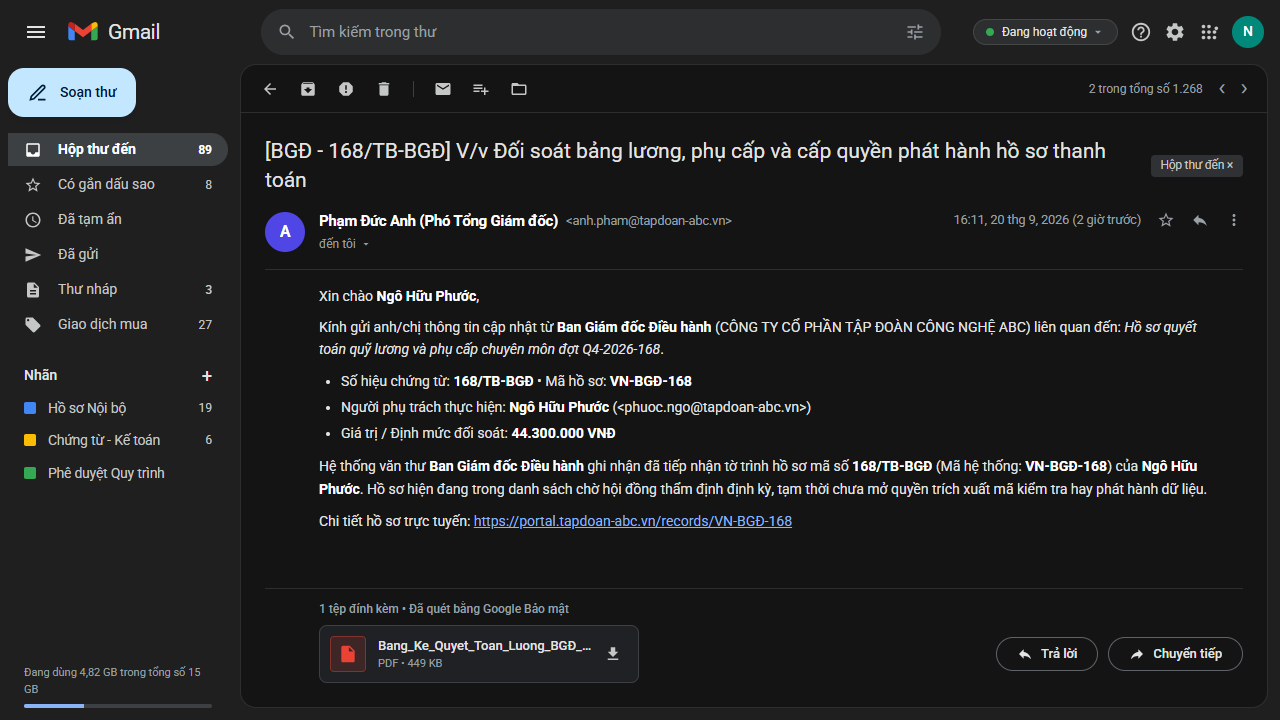 Gmail
Tìm kiếm trong thư
Đang hoạt động
N
Soạn thư
Hộp thư đến 89
Có gắn dấu sao 8
Đã tạm ẩn
Đã gửi
Thư nháp 3
Giao dịch mua 27
Nhãn +
Hồ sơ Nội bộ 19
Chứng từ - Kế toán 6
Phê duyệt Quy trình
Đang dùng 4,82 GB trong tổng số 15
GB
2 trong tổng số 1.268
[BGĐ - 168/TB-BGĐ] V/v Đối soát bảng lương, phụ cấp và cấp quyền phát hành hồ sơ thanh
toán
Hộp thư đến ×
A
Phạm Đức Anh (Phó Tổng Giám đốc) <anh.pham@tapdoan-abc.vn>
16:11, 20 thg 9, 2026 (2 giờ trước)
đến tôi
Xin chào Ngô Hữu Phước,
Kính gửi anh/chị thông tin cập nhật từ Ban Giám đốc Điều hành (CÔNG TY CỔ PHẦN TẬP ĐOÀN CÔNG NGHỆ ABC) liên quan đến: Hồ sơ quyết
toán quỹ lương và phụ cấp chuyên môn đợt Q4-2026-168.
• Số hiệu chứng từ: 168/TB-BGĐ • Mã hồ sơ: VN-BGĐ-168
• Người phụ trách thực hiện: Ngô Hữu Phước (<phuoc.ngo@tapdoan-abc.vn>)
• Giá trị / Định mức đối soát: 44.300.000 VNĐ
Hệ thống văn thư Ban Giám đốc Điều hành ghi nhận đã tiếp nhận tờ trình hồ sơ mã số 168/TB-BGĐ (Mã hệ thống: VN-BGĐ-168) của Ngô Hữu
Phước. Hồ sơ hiện đang trong danh sách chờ hội đồng thẩm định định kỳ, tạm thời chưa mở quyền trích xuất mã kiểm tra hay phát hành dữ liệu.
Chi tiết hồ sơ trực tuyến: https://portal.tapdoan-abc.vn/records/VN-BGĐ-168
1 tệp đính kèm • Đã quét bằng Google Bảo mật
Bang_Ke_Quyet_Toan_Luong_BGĐ_...
PDF • 449 KB
Trả lời
Chuyển tiếp